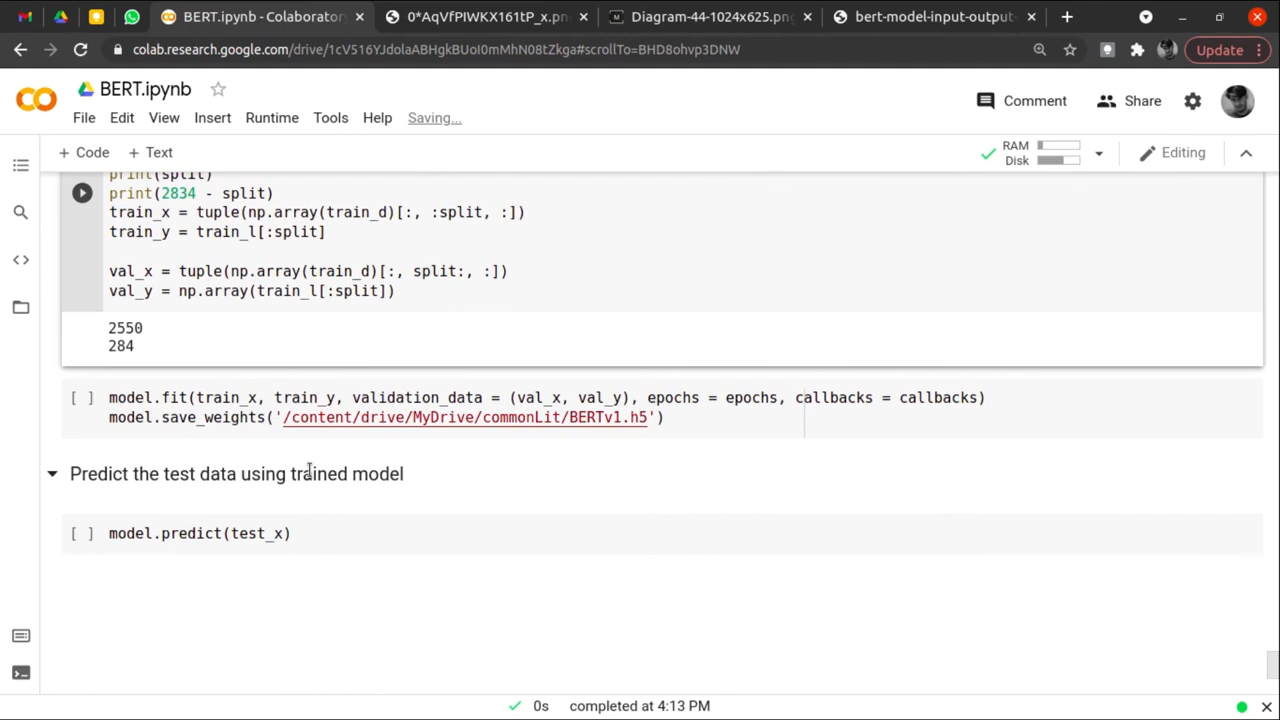 BERT.ipynb - Colaboratory
0*AqVfPIWKX161tP_x.pn
Diagram-44-1024x625.pn
bert-model-input-output-
colab.research.google.com/drive/1cV516YJdolaABHgkBUoI0mMhN08tZkga#scrollTo=BHD8ohvp3DNW
Update
BERT.ipynb
Comment
Share
File Edit View Insert Runtime Tools Help Saving...
+ Code + Text
RAM
Disk
Editing
print(split)
print(2834 - split)
train_x = tuple(np.array(train_d)[:, :split, :])
train_y = train_l[:split]
val_x = tuple(np.array(train_d)[:, split:, :])
val_y = np.array(train_l[:split])
2550
284
[ ] model.fit(train_x, train_y, validation_data = (val_x, val_y), epochs = epochs, callbacks = callbacks)
model.save_weights('/content/drive/MyDrive/commonLit/BERTv1.h5')
Predict the test data using trained model
[ ] model.predict(test_x)
0s completed at 4:13 PM